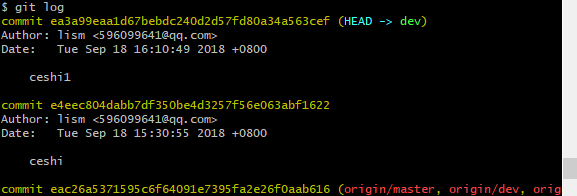 $ git log
commit ea3a99eaa1d67bebdc240d2d57fd80a34a563cef (HEAD -> dev)
Author: lism <596099641@qq.com>
Date:   Tue Sep 18 16:10:49 2018 +0800
ceshi1
commit e4eec804dabb7df350be4d3257f56e063abf1622
Author: lism <596099641@qq.com>
Date:   Tue Sep 18 15:30:55 2018 +0800
ceshi
commit eac26a5371595c6f64091e7395fa2e26f0aab616 (origin/master, origin/dev, orig